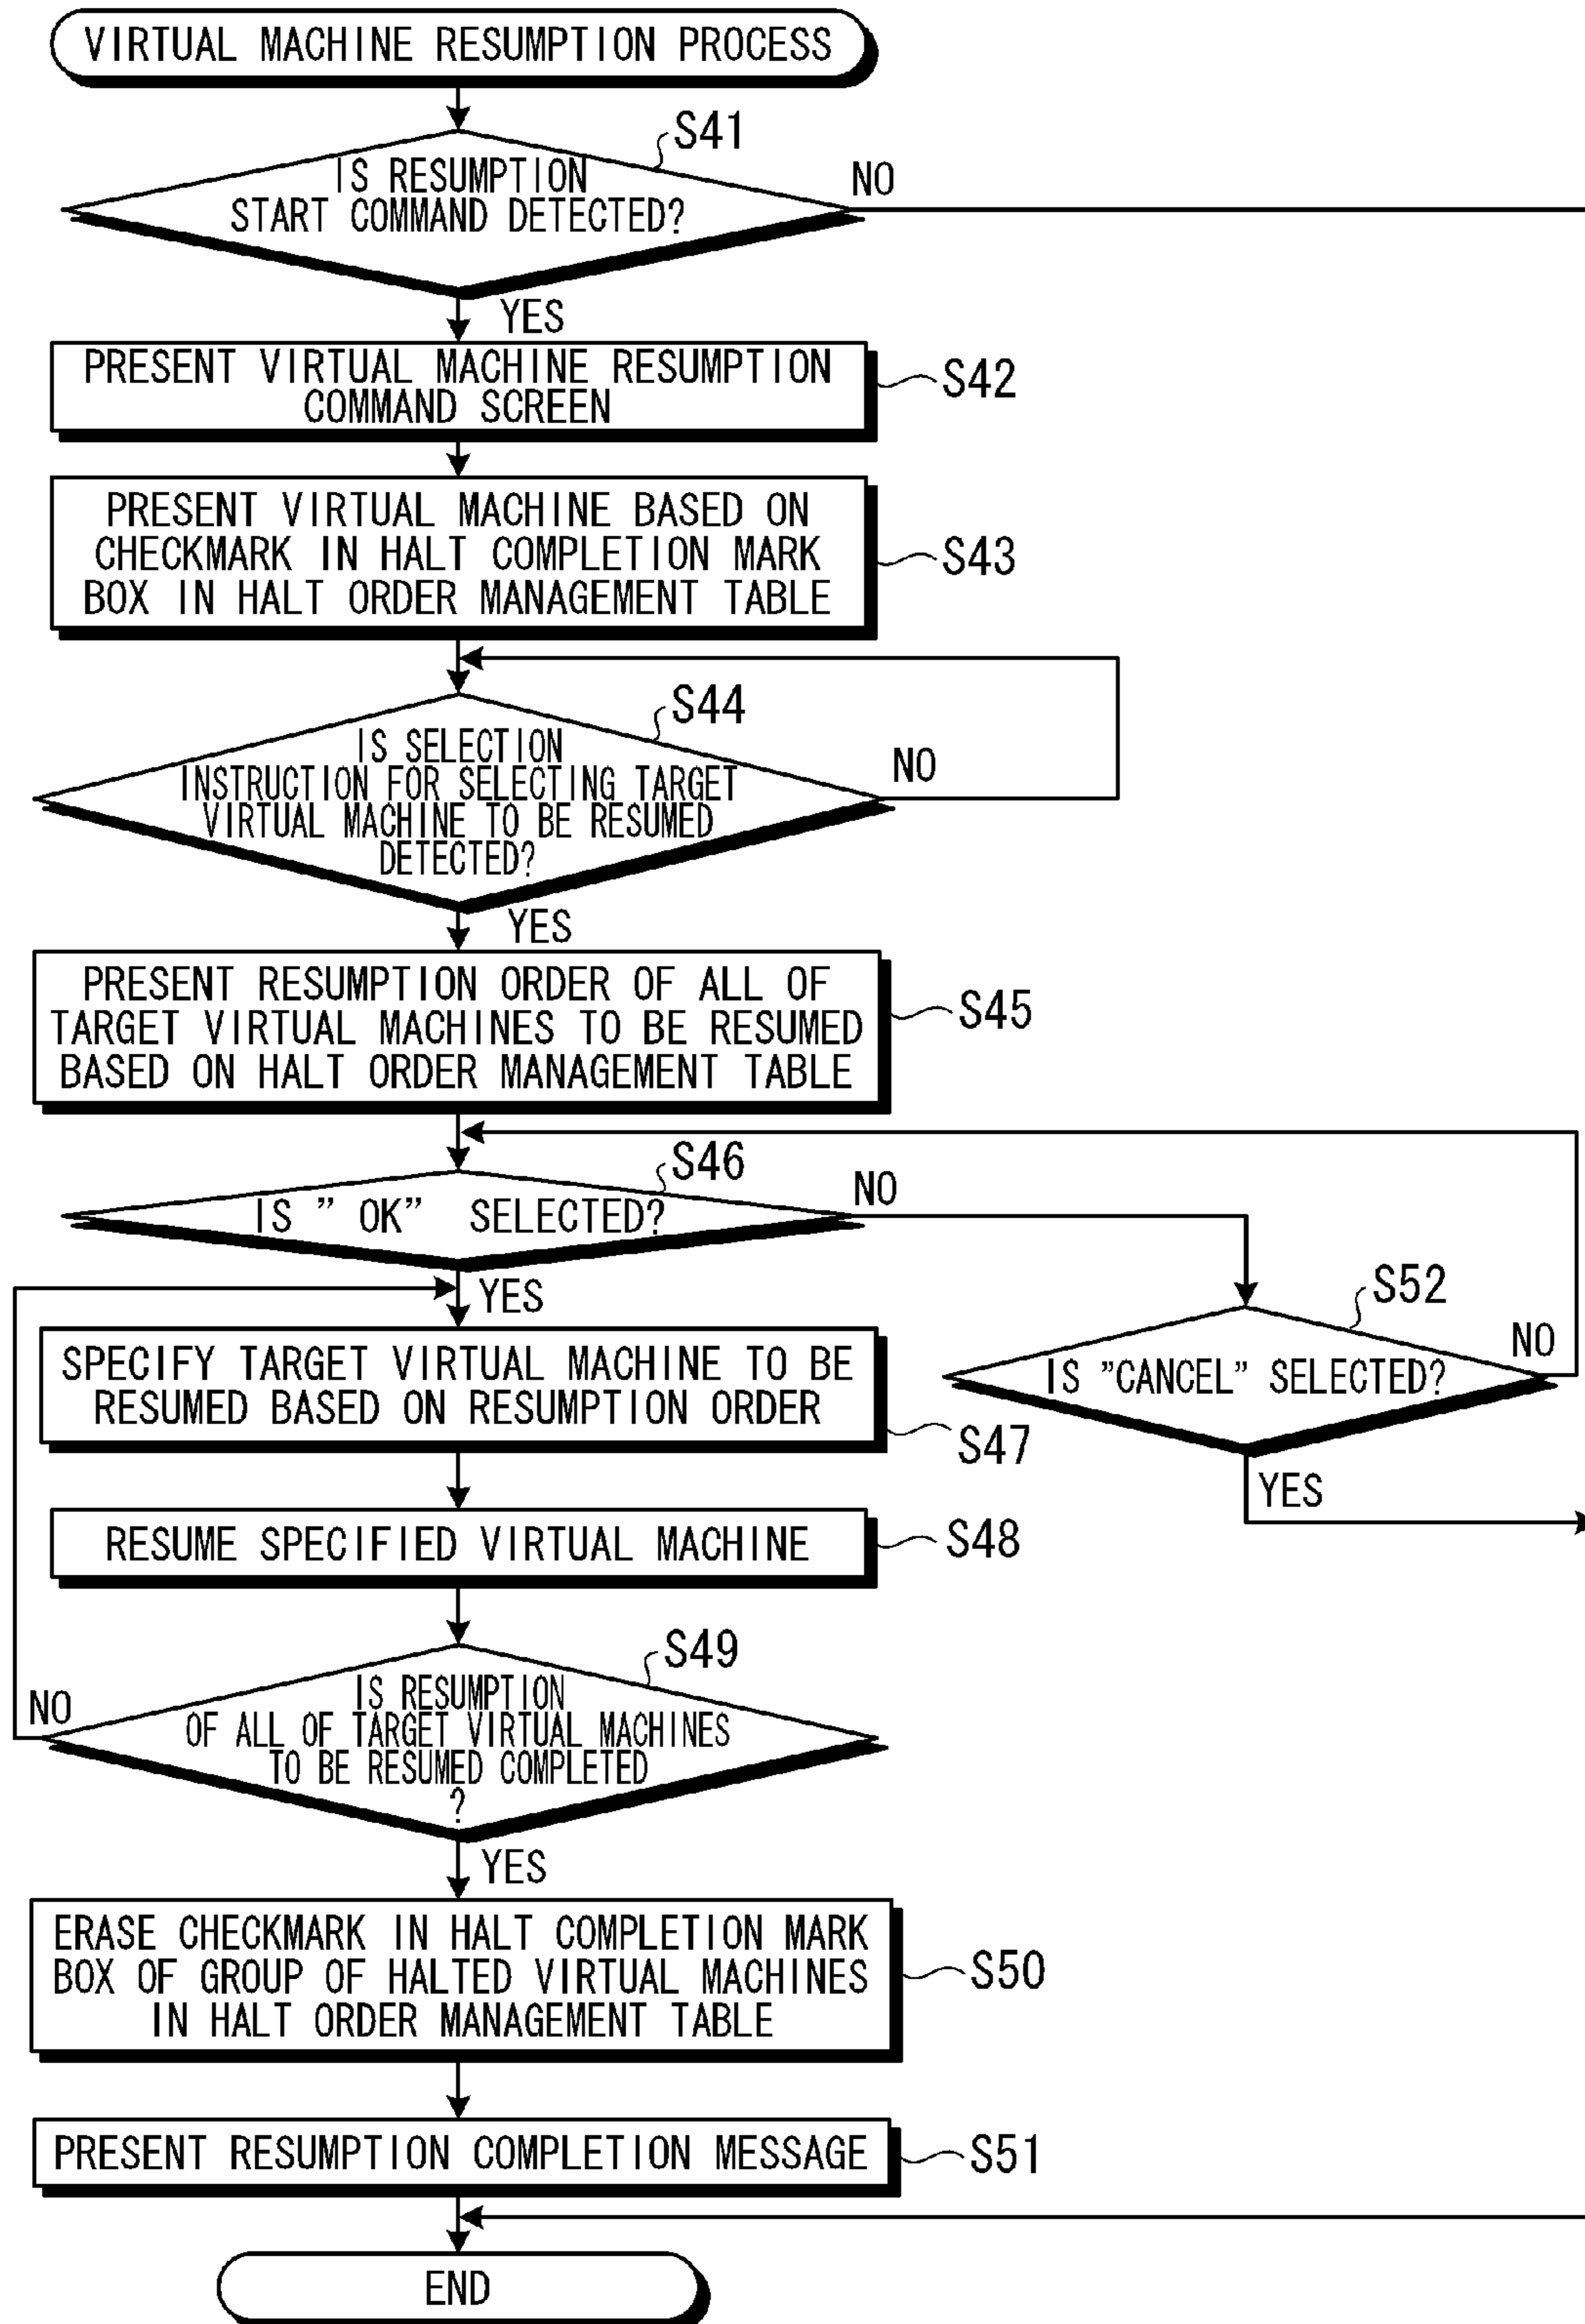 VIRTUAL MACHINE RESUMPTION PROCESS
S41
IS RESUMPTION
START COMMAND DETECTED?
NO
YES
PRESENT VIRTUAL MACHINE RESUMPTION
COMMAND SCREEN
S42
PRESENT VIRTUAL MACHINE BASED ON
CHECKMARK IN HALT COMPLETION MARK
BOX IN HALT ORDER MANAGEMENT TABLE
S43
S44
IS SELECTION
INSTRUCTION FOR SELECTING TARGET
VIRTUAL MACHINE TO BE RESUMED
DETECTED?
NO
YES
PRESENT RESUMPTION ORDER OF ALL OF
TARGET VIRTUAL MACHINES TO BE RESUMED
BASED ON HALT ORDER MANAGEMENT TABLE
S45
S46
IS ” OK” SELECTED?
NO
YES
S52
IS ”CANCEL” SELECTED?
NO
YES
SPECIFY TARGET VIRTUAL MACHINE TO BE
RESUMED BASED ON RESUMPTION ORDER
S47
RESUME SPECIFIED VIRTUAL MACHINE
S48
S49
IS RESUMPTION
OF ALL OF TARGET VIRTUAL MACHINES
TO BE RESUMED COMPLETED
?
NO
YES
ERASE CHECKMARK IN HALT COMPLETION MARK
BOX OF GROUP OF HALTED VIRTUAL MACHINES
IN HALT ORDER MANAGEMENT TABLE
S50
PRESENT RESUMPTION COMPLETION MESSAGE
S51
END